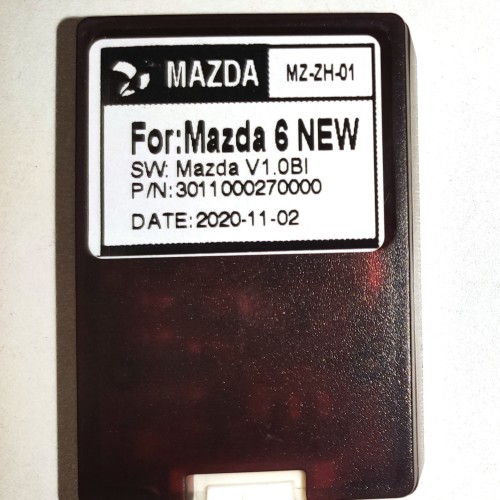 MAZDA MZ-ZH-01
For:Mazda 6 NEW
SW: Mazda V1.0BI
P/N:3011000270000
DATE:2020-11-02